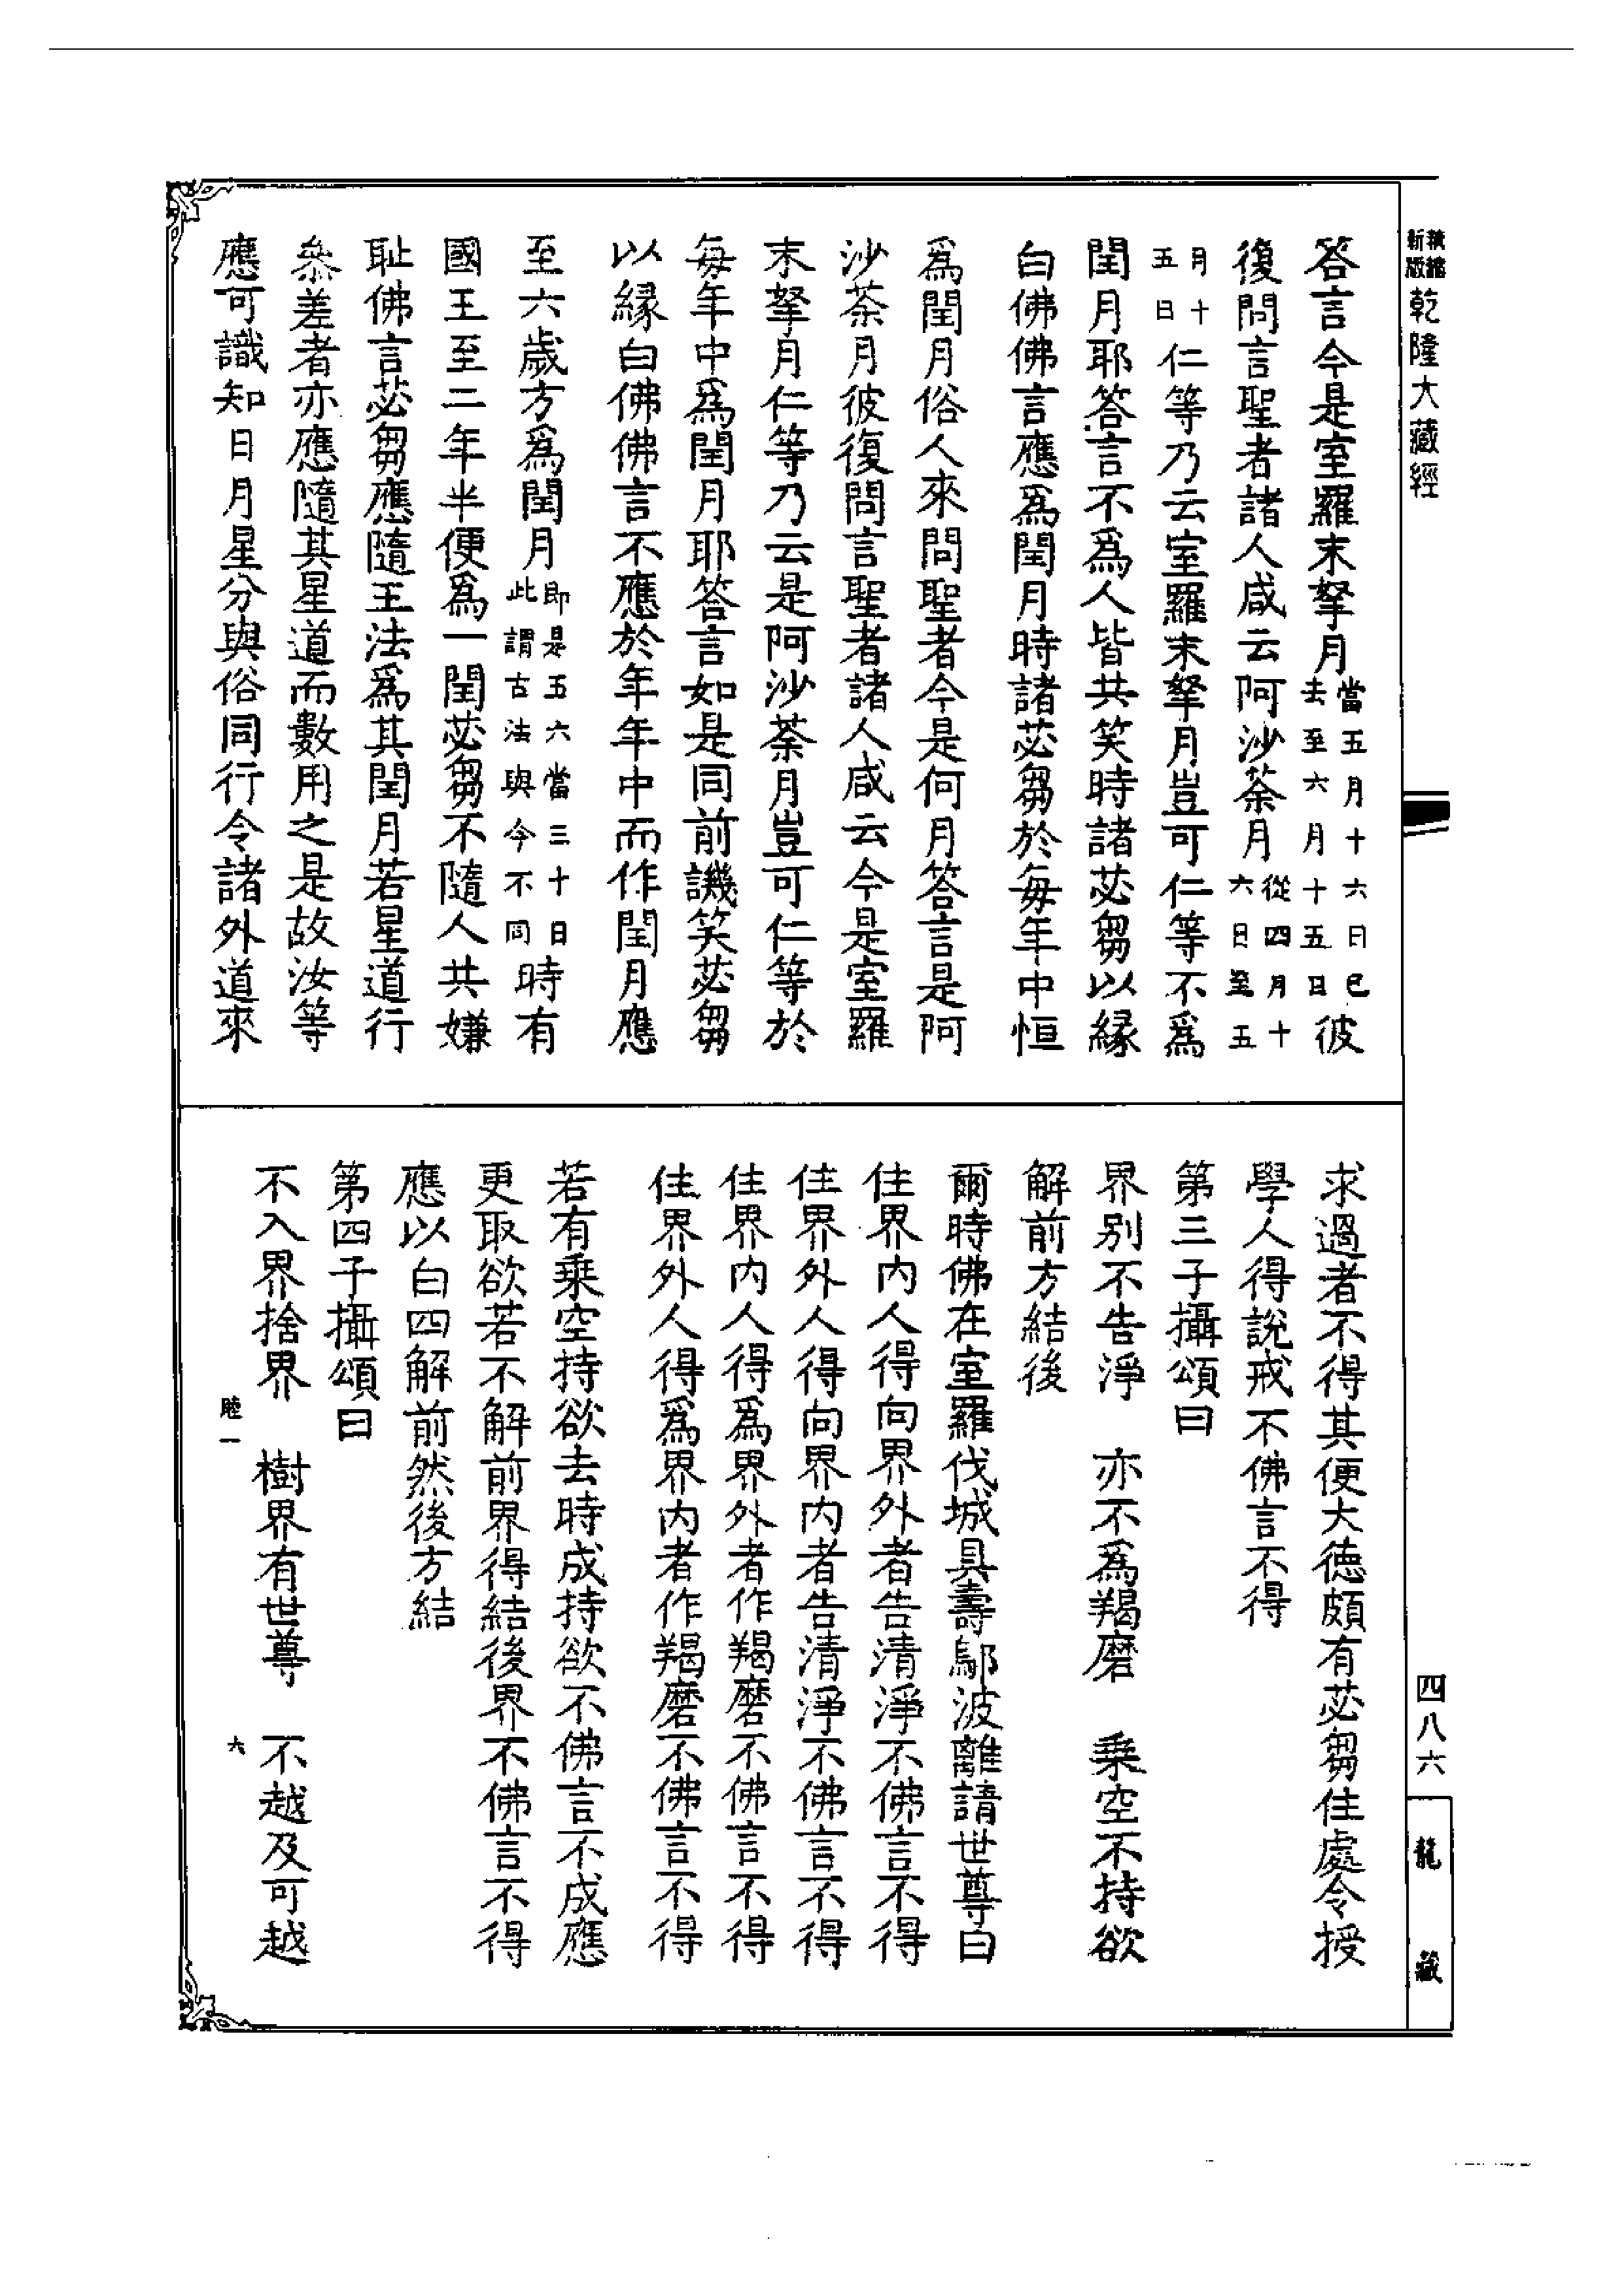 新版
精縮
乾隆大藏經
四八六
龍藏
答言今是室羅末拏月當五月十六日已去至六月十五日彼
復問言聖者諸人咸云阿沙荼月從四月十六日至五
月十五日仁等乃云室羅末拏月豈可仁等不爲
閏月耶答言不爲人皆共笑時諸苾芻以緣
白佛佛言應爲閏月時諸苾芻於每年中恒
爲閏月俗人來問聖者今是何月答言是阿
沙荼月彼復問言聖者諸人咸云今是室羅
末拏月仁等乃云是阿沙荼月豈可仁等於
每年中爲閏月耶答言如是同前譏笑苾芻
以緣白佛佛言不應於年年中而作閏月應
至六歲方爲閏月即是五六當三十日此謂古法與今不同時有
國王至二年半便爲一閏苾芻不隨人共嫌
耻佛言苾芻應隨王法爲其閏月若星道行
叅差者亦應隨其星道而數用之是故汝等
應可識知日月星分與俗同行令諸外道來
求過者不得其便大德頗有苾芻住處令授
學人得說戒不佛言不得
第三子攝頌曰
界別不告淨　亦不爲羯磨　乗空不持欲
解前方結後
爾時佛在室羅伐城具壽鄔波離請世尊曰
住界内人得向界外者告清淨不佛言不得
住界外人得向界内者告清淨不佛言不得
住界内人得爲界外者作羯磨不佛言不得
住界外人得爲界内者作羯磨不佛言不得
若有乗空持欲去時成持欲不佛言不成應
更取欲若不解前界得結後界不佛言不得
應以白四解前然後方結
第四子攝頌曰
不入界捨界　樹界有世尊　不越及可越
睦一　六